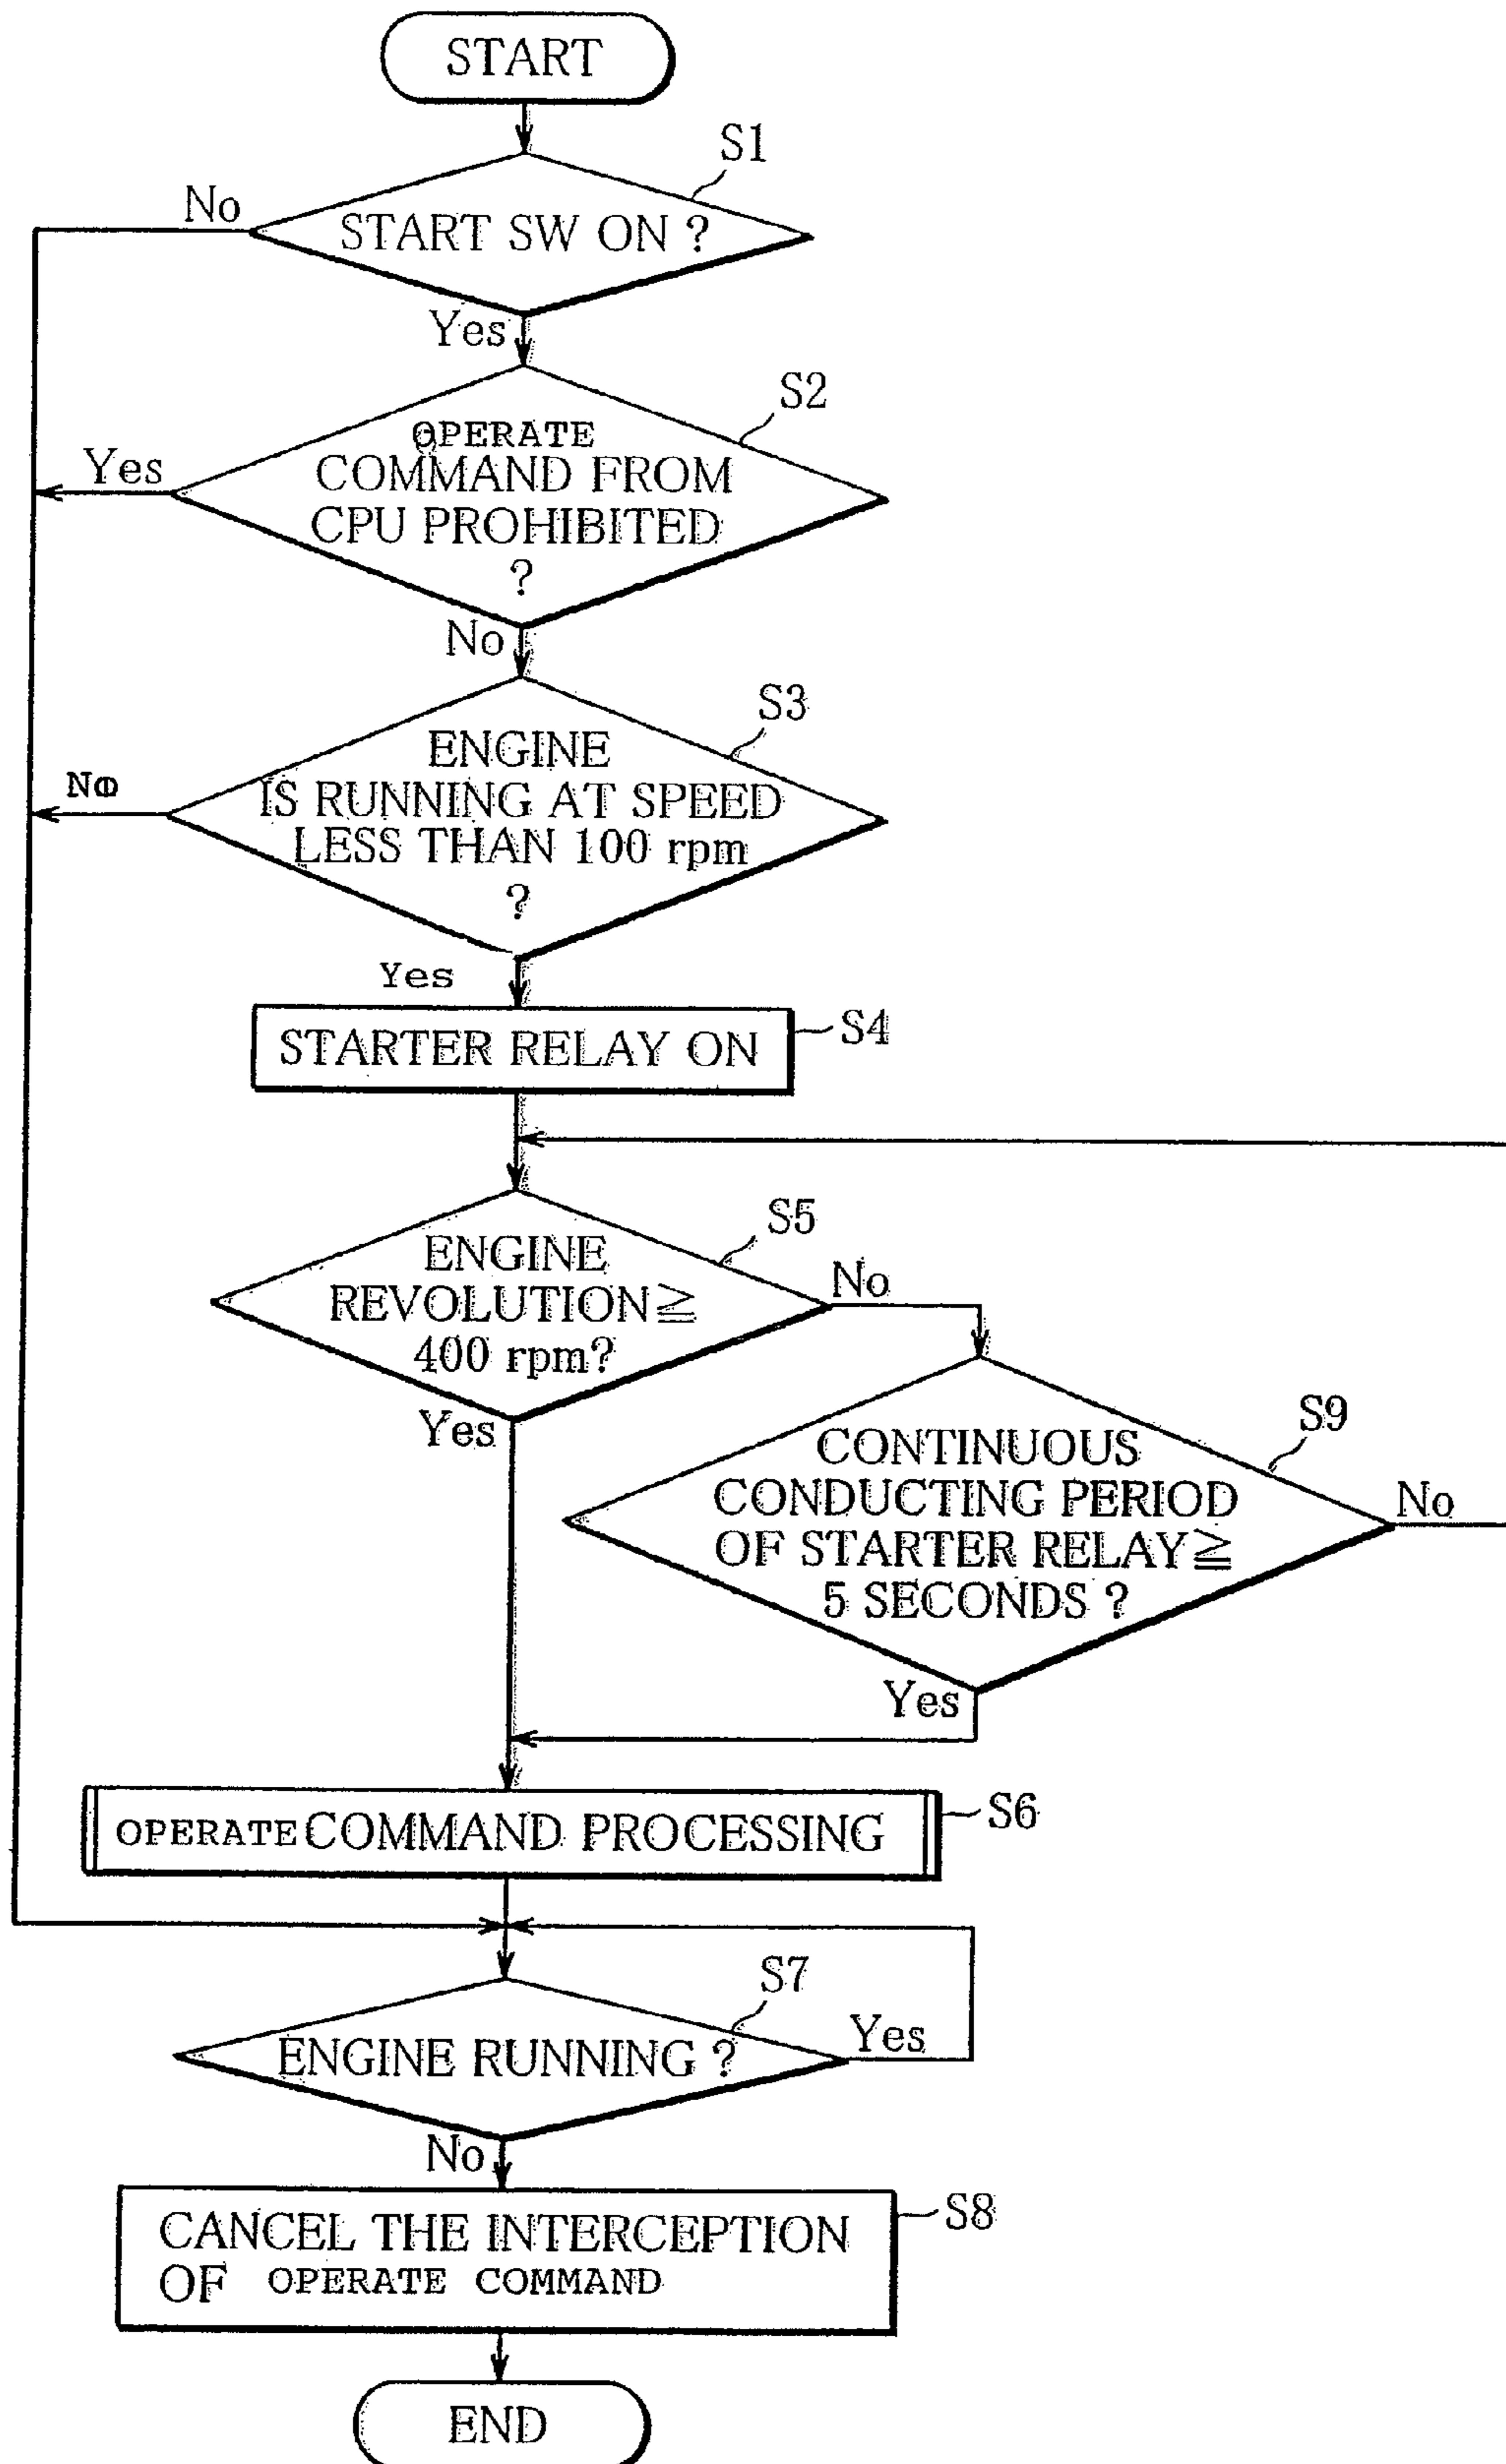 START
S1
No
START SW ON ?
Yes
S2
OPERATE
Yes
COMMAND FROM
CPU PROHIBITED
?
No
S3
ENGINE
No
IS RUNNING AT SPEED
LESS THAN 100 rpm
?
Yes
STARTER RELAY ON
S4
S5
ENGINE
No
REVOLUTION≧
400 rpm?
Yes
S9
CONTINUOUS
CONDUCTING PERIOD
No
OF STARTER RELAY≧
5 SECONDS ?
Yes
OPERATE COMMAND PROCESSING
S6
S7
Yes
ENGINE RUNNING ?
No
CANCEL THE INTERCEPTION
S8
OF OPERATE COMMAND
END